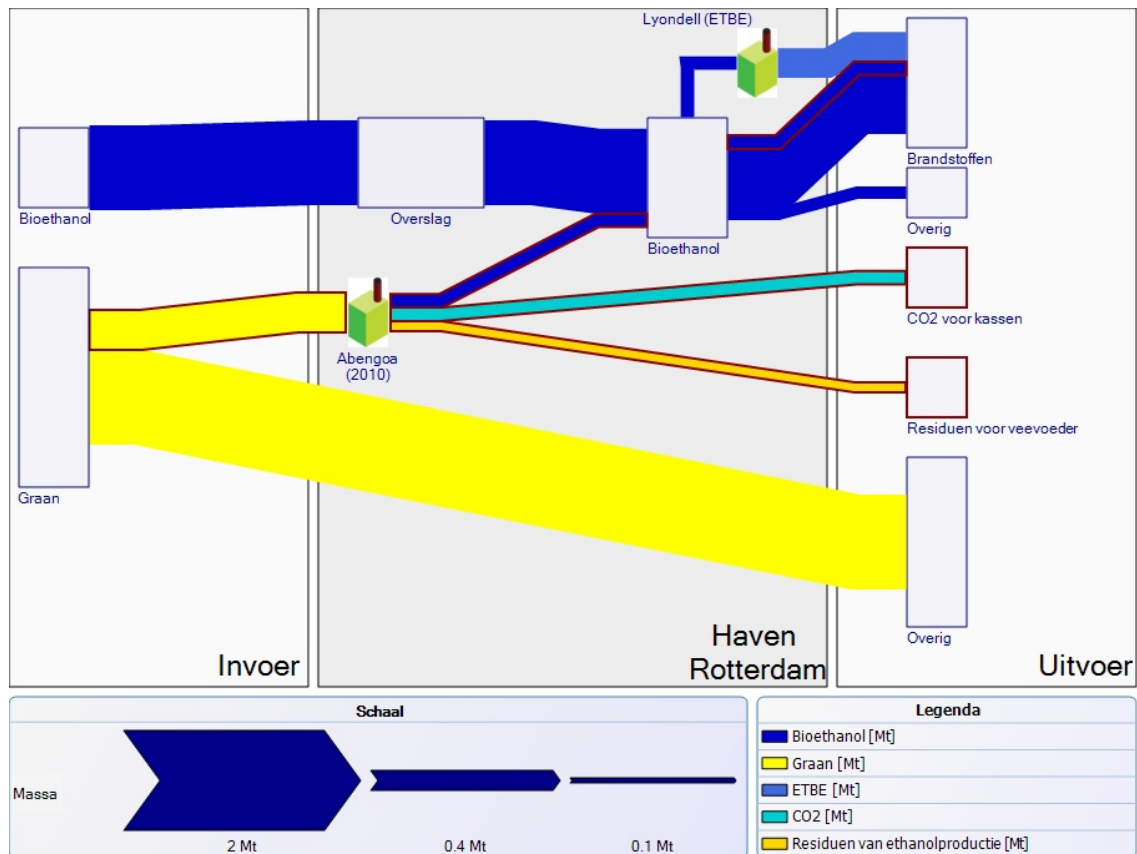 Lyondell (ETBE)
Bioethanol
Overslag
Bioethanol
Brandstoffen
Overig
CO2 voor kassen
Abengoa
(2010)
Residuen voor veevoeder
Graan
Overig
Invoer
Haven
Rotterdam
Uitvoer
Schaal
Massa
2 Mt
0.4 Mt
0.1 Mt
Legenda
Bioethanol [Mt]
Graan [Mt]
ETBE [Mt]
CO2 [Mt]
Residuen van ethanolproductie [Mt]